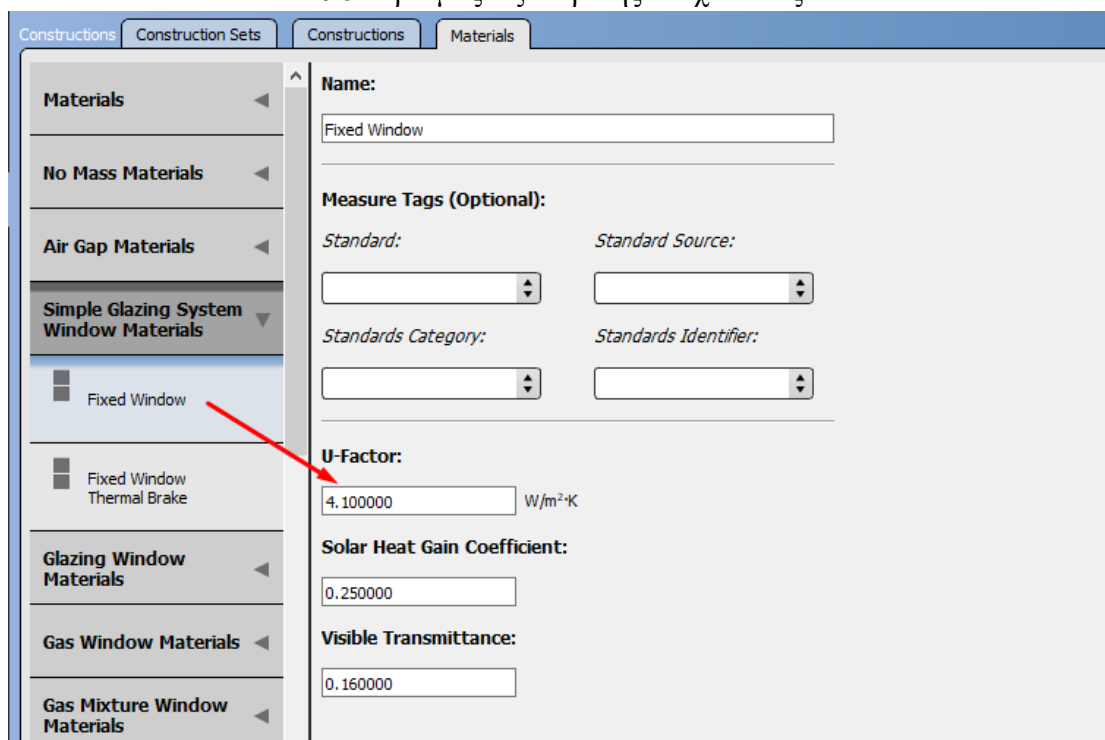 Constructions
Construction Sets
Constructions
Materials
Materials
No Mass Materials
Air Gap Materials
Simple Glazing System
Window Materials
Fixed Window
Fixed Window
Thermal Brake
Glazing Window
Materials
Gas Window Materials
Gas Mixture Window
Materials
Name:
Fixed Window
Measure Tags (Optional):
Standard:
Standard Source:
Standards Category:
Standards Identifier:
U-Factor:
4.100000 W/m²·K
Solar Heat Gain Coefficient:
0.250000
Visible Transmittance:
0.160000